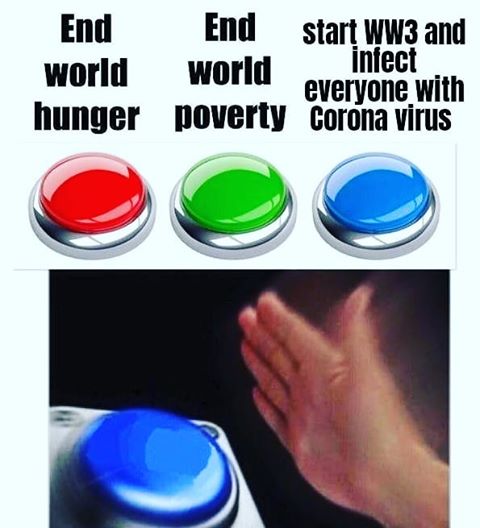 End
world
hunger
End
world
poverty
start WW3 and
infect
everyone with
Corona virus